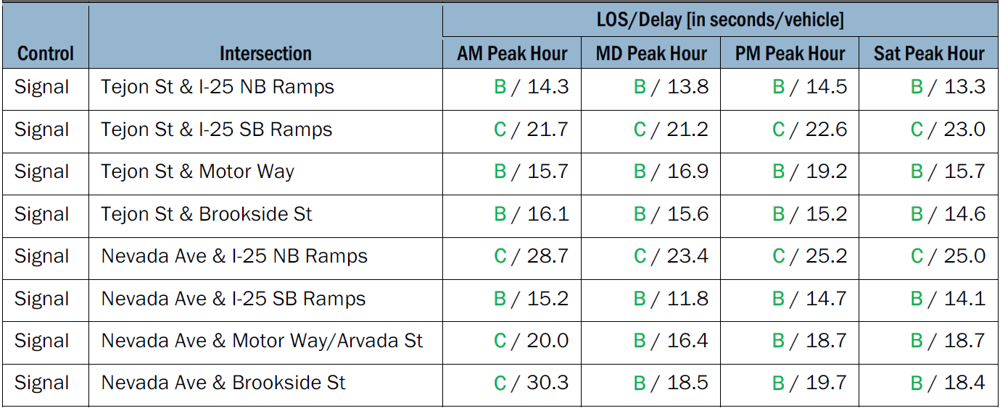 LOS/Delay [in seconds/vehicle]
Control Intersection AM Peak Hour MD Peak Hour PM Peak Hour Sat Peak Hour
Signal Tejon St & I-25 NB Ramps B / 14.3 B / 13.8 B / 14.5 B / 13.3
Signal Tejon St & I-25 SB Ramps C / 21.7 C / 21.2 C / 22.6 C / 23.0
Signal Tejon St & Motor Way B / 15.7 B / 16.9 B / 19.2 B / 15.7
Signal Tejon St & Brookside St B / 16.1 B / 15.6 B / 15.2 B / 14.6
Signal Nevada Ave & I-25 NB Ramps C / 28.7 C / 23.4 C / 25.2 C / 25.0
Signal Nevada Ave & I-25 SB Ramps B / 15.2 B / 11.8 B / 14.7 B / 14.1
Signal Nevada Ave & Motor Way/Arvada St C / 20.0 B / 16.4 B / 18.7 B / 18.7
Signal Nevada Ave & Brookside St C / 30.3 B / 18.5 B / 19.7 B / 18.4